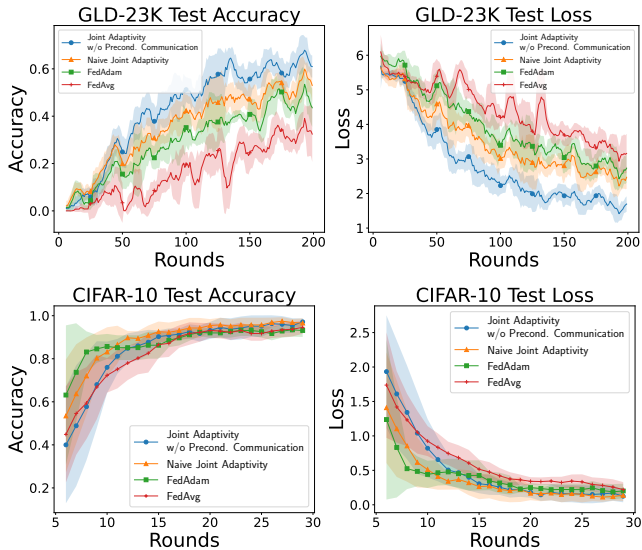 GLD-23K Test Accuracy
Accuracy
0.6
0.4
0.2
0.0
Joint Adaptivity
w/o Precond. Communication
Naive Joint Adaptivity
FedAdam
FedAvg
0 50 100 150 200
Rounds
GLD-23K Test Loss
Loss
6
5
4
3
2
1
Joint Adaptivity
w/o Precond. Communication
Naive Joint Adaptivity
FedAdam
FedAvg
0 50 100 150 200
Rounds
CIFAR-10 Test Accuracy
Accuracy
1.0
0.8
0.6
0.4
0.2
Joint Adaptivity
w/o Precond. Communication
Naive Joint Adaptivity
FedAdam
FedAvg
5 10 15 20 25 30
Rounds
CIFAR-10 Test Loss
Loss
2.5
2.0
1.5
1.0
0.5
0.0
Joint Adaptivity
w/o Precond. Communication
Naive Joint Adaptivity
FedAdam
FedAvg
5 10 15 20 25 30
Rounds